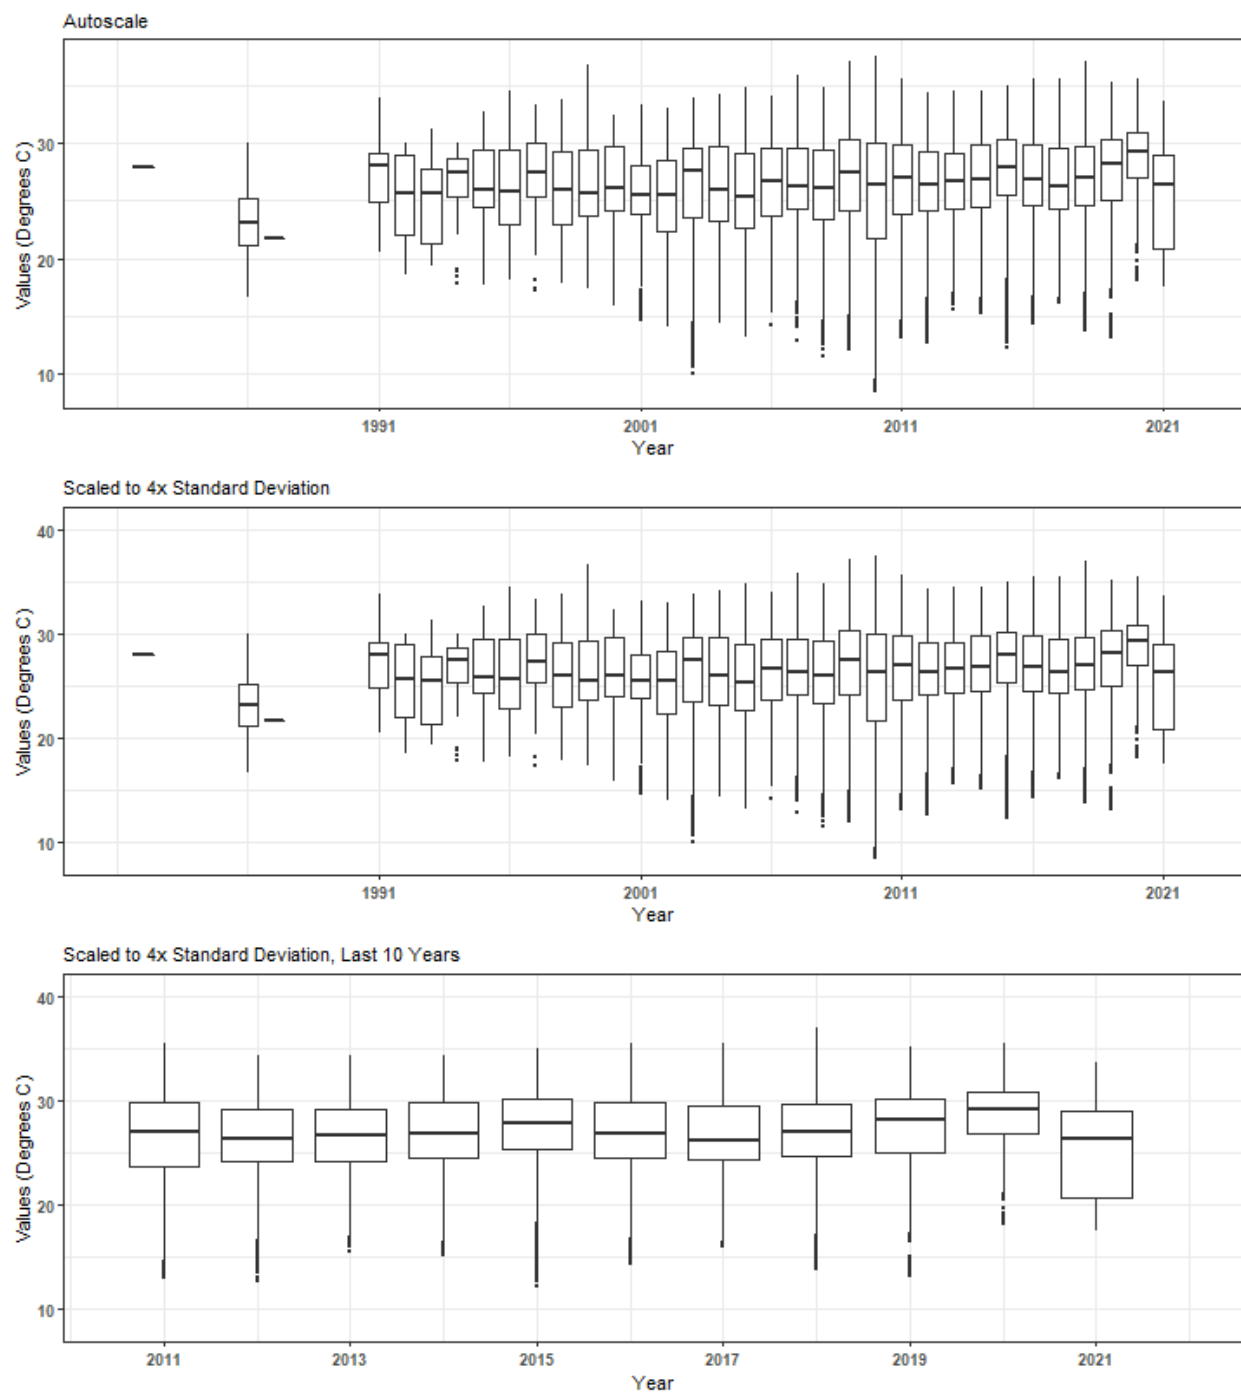 Autoscale
Values (Degrees C)
30
20
10
1991
2001
2011
2021
Year
Scaled to 4x Standard Deviation
Values (Degrees C)
40
30
20
10
1991
2001
2011
2021
Year
Scaled to 4x Standard Deviation, Last 10 Years
Values (Degrees C)
40
30
20
10
2011
2013
2015
2017
2019
2021
Year